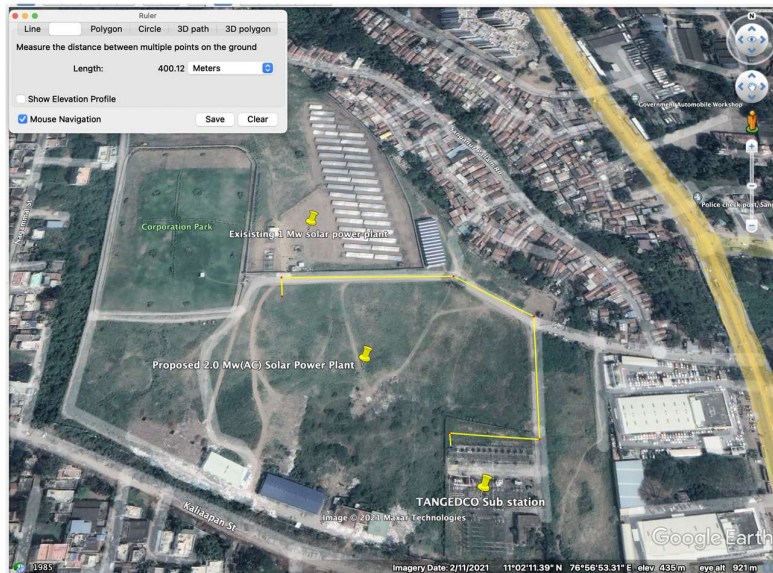 Ruler
Line Polygon Circle 3D path 3D polygon
Measure the distance between multiple points on the ground
Length: 400.12 Meters
Show Elevation Profile
Mouse Navigation Save Clear
N
Government Automobile Workshop
Police check post, Sang
Nagammal St
Corporation Park
Exisisting 1 Mw solar power plant
Proposed 2.0 Mw(AC) Solar Power Plant
TANGEDCO Sub station
Kallaapan St
Image © 2021 Maxar Technologies
Google Earth
1985
Imagery Date: 2/11/2021 11°02'11.39" N 76°56'53.31" E elev 435 m eye alt 921 m